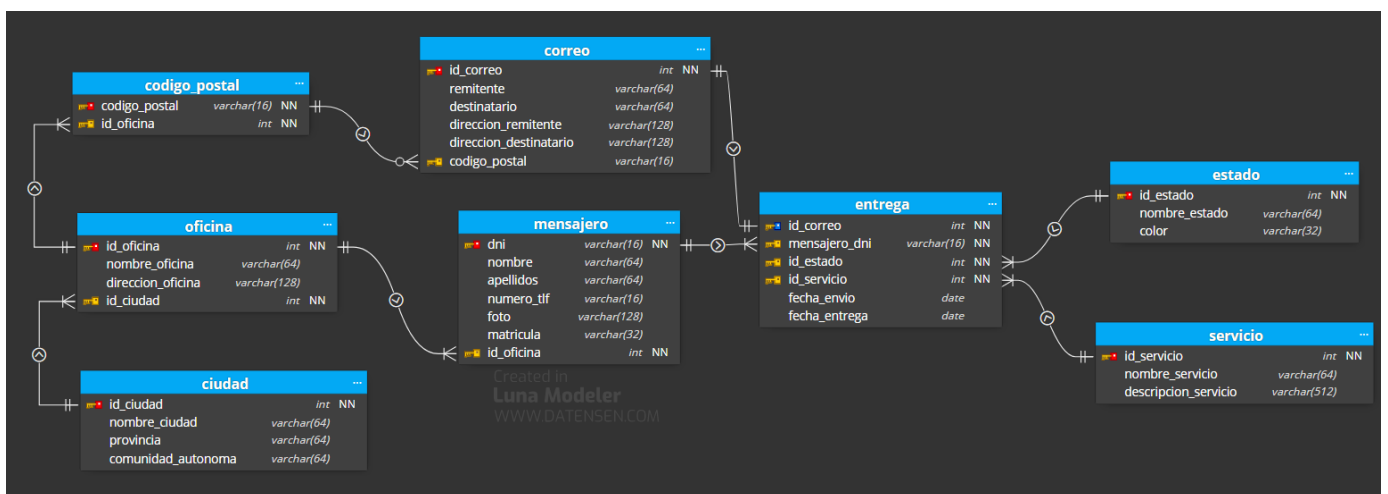 correo ...
id_correo int NN
remitente varchar(64)
destinatario varchar(64)
direccion_remitente varchar(128)
direccion_destinatario varchar(128)
codigo_postal varchar(16)
codigo_postal ...
codigo_postal varchar(16) NN
id_oficina int NN
oficina ...
id_oficina int NN
nombre_oficina varchar(64)
direccion_oficina varchar(128)
id_ciudad int NN
ciudad ...
id_ciudad int NN
nombre_ciudad varchar(64)
provincia varchar(64)
comunidad_autonoma varchar(64)
mensajero ...
dni varchar(16) NN
nombre varchar(64)
apellidos varchar(64)
numero_tlf varchar(16)
foto varchar(128)
matricula varchar(32)
id_oficina int NN
Created in
Luna Modeler
WWW.DATENSEN.COM
entrega ...
id_correo int NN
mensajero_dni varchar(16) NN
id_estado int NN
id_servicio int NN
fecha_envio date
fecha_entrega date
estado ...
id_estado int NN
nombre_estado varchar(64)
color varchar(32)
servicio ...
id_servicio int NN
nombre_servicio varchar(64)
descripcion_servicio varchar(512)